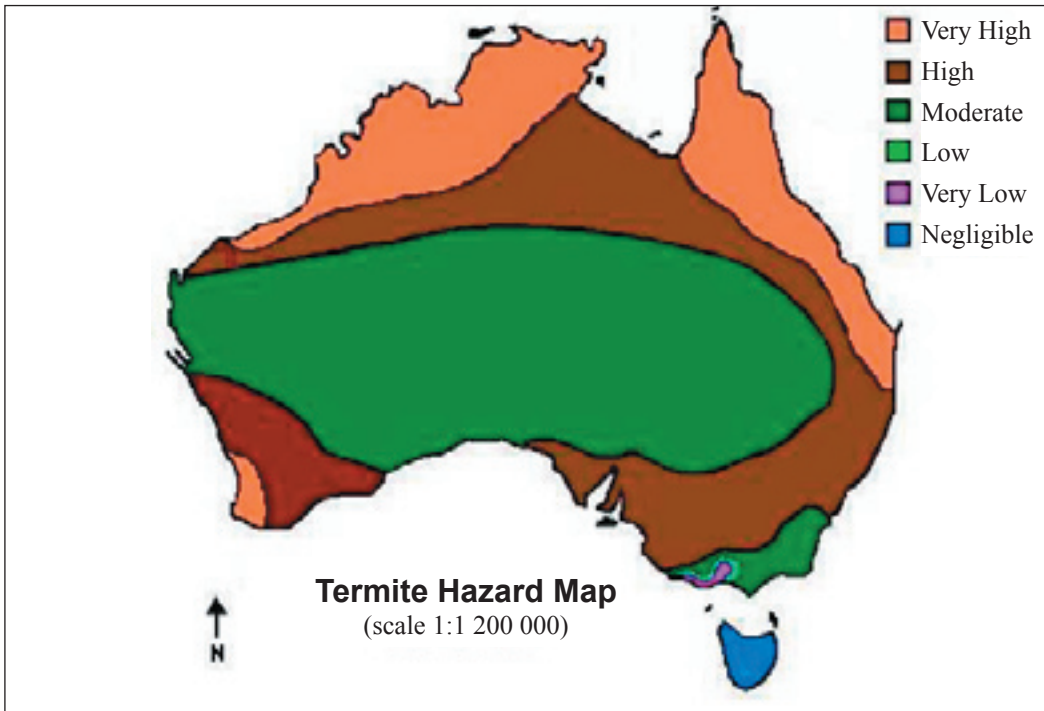 Very High
High
Moderate
Low
Very Low
Negligible
Termite Hazard Map
(scale 1:1 200 000)
N